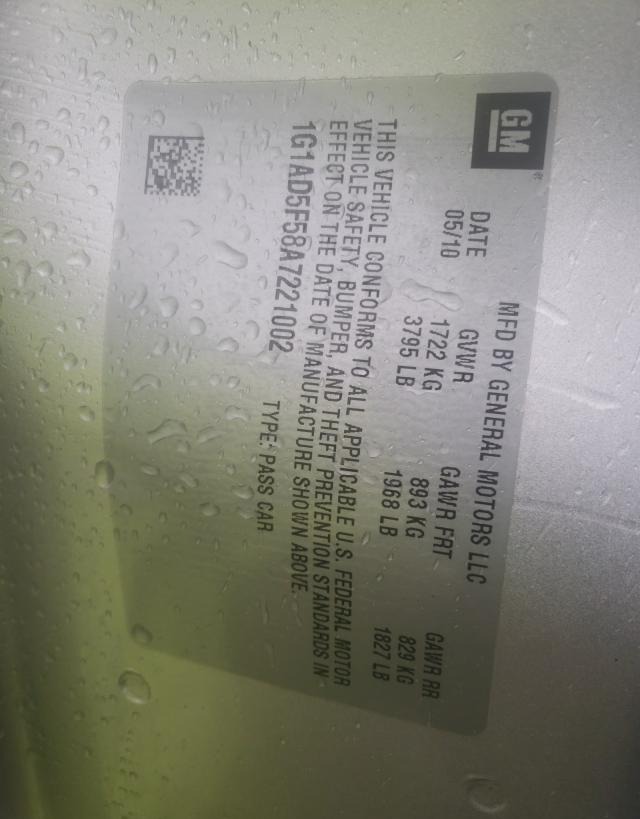 GM
MFD BY GENERAL MOTORS LLC
DATE GVWR GAWR FRT GAWR RR
05/10 1722 KG 893 KG 829 KG
3795 LB 1968 LB 1827 LB
THIS VEHICLE CONFORMS TO ALL APPLICABLE U.S. FEDERAL MOTOR
VEHICLE SAFETY, BUMPER, AND THEFT PREVENTION STANDARDS IN
EFFECT ON THE DATE OF MANUFACTURE SHOWN ABOVE.
1G1AD5F58A7221002 TYPE: PASS CAR